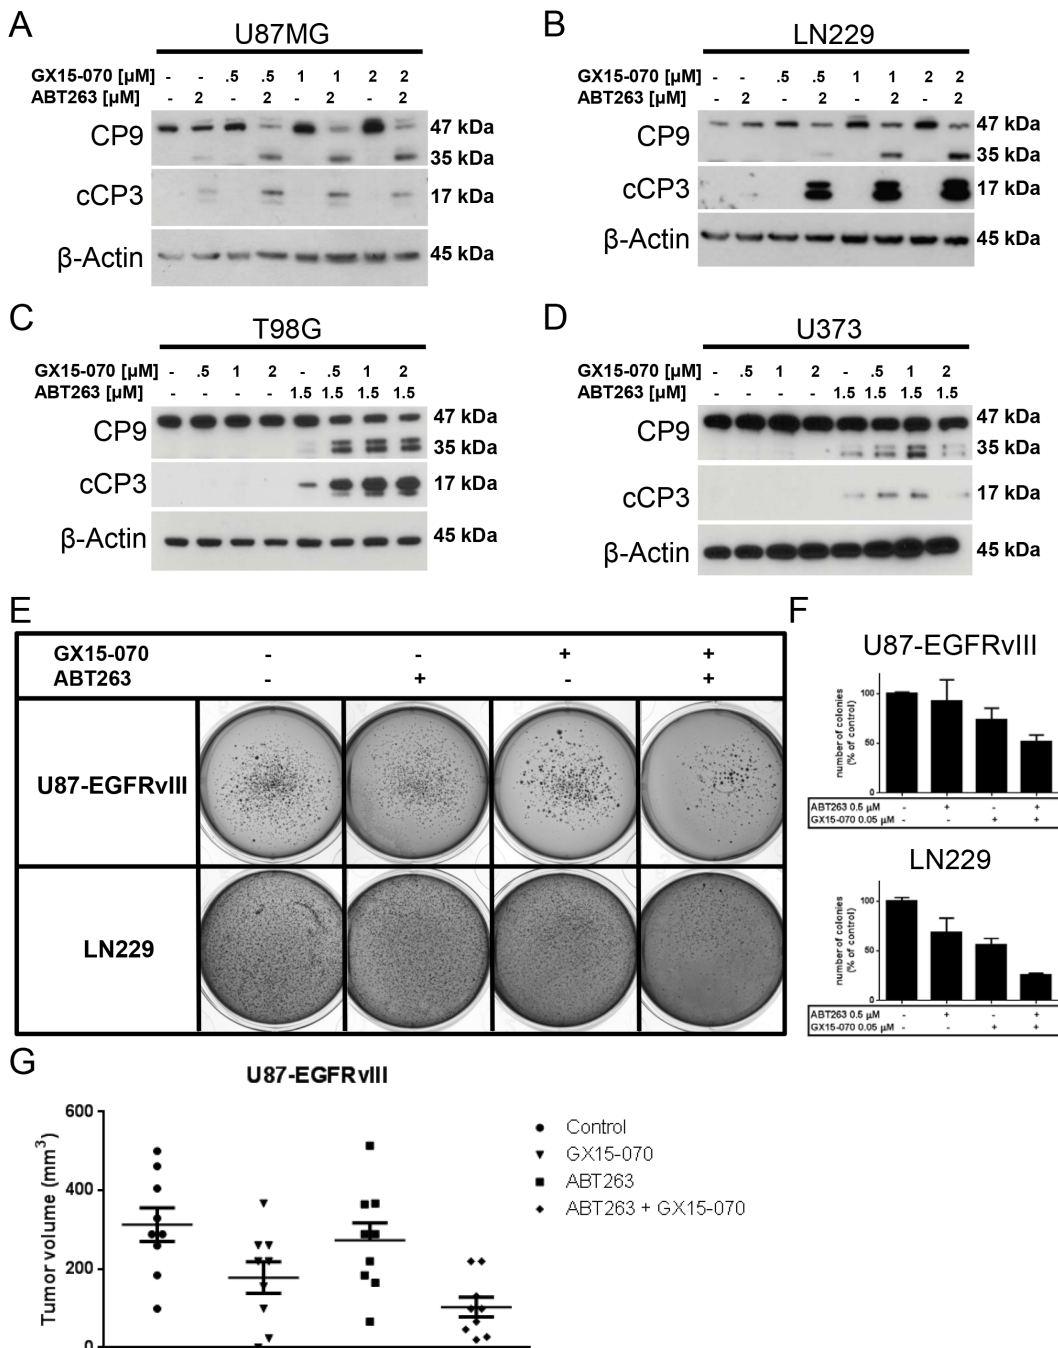 A
U87MG
GX15-070 [µM] - - .5 .5 1 1 2 2
ABT263 [µM] - 2 - 2 - 2 - 2
CP9
47 kDa
35 kDa
cCP3
17 kDa
β-Actin
45 kDa
B
LN229
GX15-070 [µM] - - .5 .5 1 1 2 2
ABT263 [µM] - 2 - 2 - 2 - 2
CP9
47 kDa
35 kDa
cCP3
17 kDa
β-Actin
45 kDa
C
T98G
GX15-070 [µM] - .5 1 2 - .5 1 2
ABT263 [µM] 1.5 1.5 1.5 1.5
CP9
47 kDa
35 kDa
cCP3
17 kDa
β-Actin
45 kDa
D
U373
GX15-070 [µM] - .5 1 2 - .5 1 2
ABT263 [µM] 1.5 1.5 1.5 1.5
CP9
47 kDa
35 kDa
cCP3
17 kDa
β-Actin
45 kDa
E
GX15-070 - - + +
ABT263 - + - +
U87-EGFRvIII
LN229
F
U87-EGFRvIII
number of colonies
(% of control)
100
50
0
ABT263 0.5 µM - + - +
GX15-070 0.05 µM - - + +
LN229
number of colonies
(% of control)
100
50
0
ABT263 0.5 µM - + - +
GX15-070 0.05 µM - - + +
G
U87-EGFRvIII
Tumor volume (mm³)
600
400
200
0
Control
GX15-070
ABT263
ABT263 + GX15-070